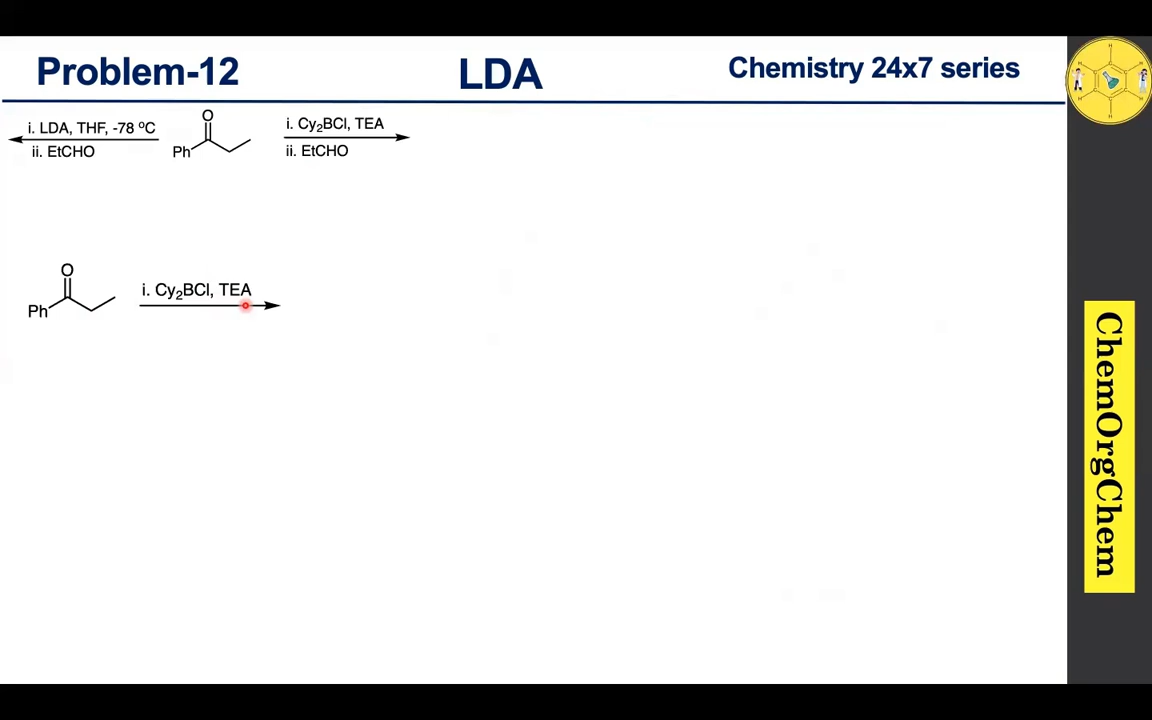 Problem-12
LDA
Chemistry 24x7 series
i. LDA, THF, -78 ºC
ii. EtCHO
O
Ph
i. Cy₂BCl, TEA
ii. EtCHO
O
Ph
i. Cy₂BCl, TEA
ChemOrgChem